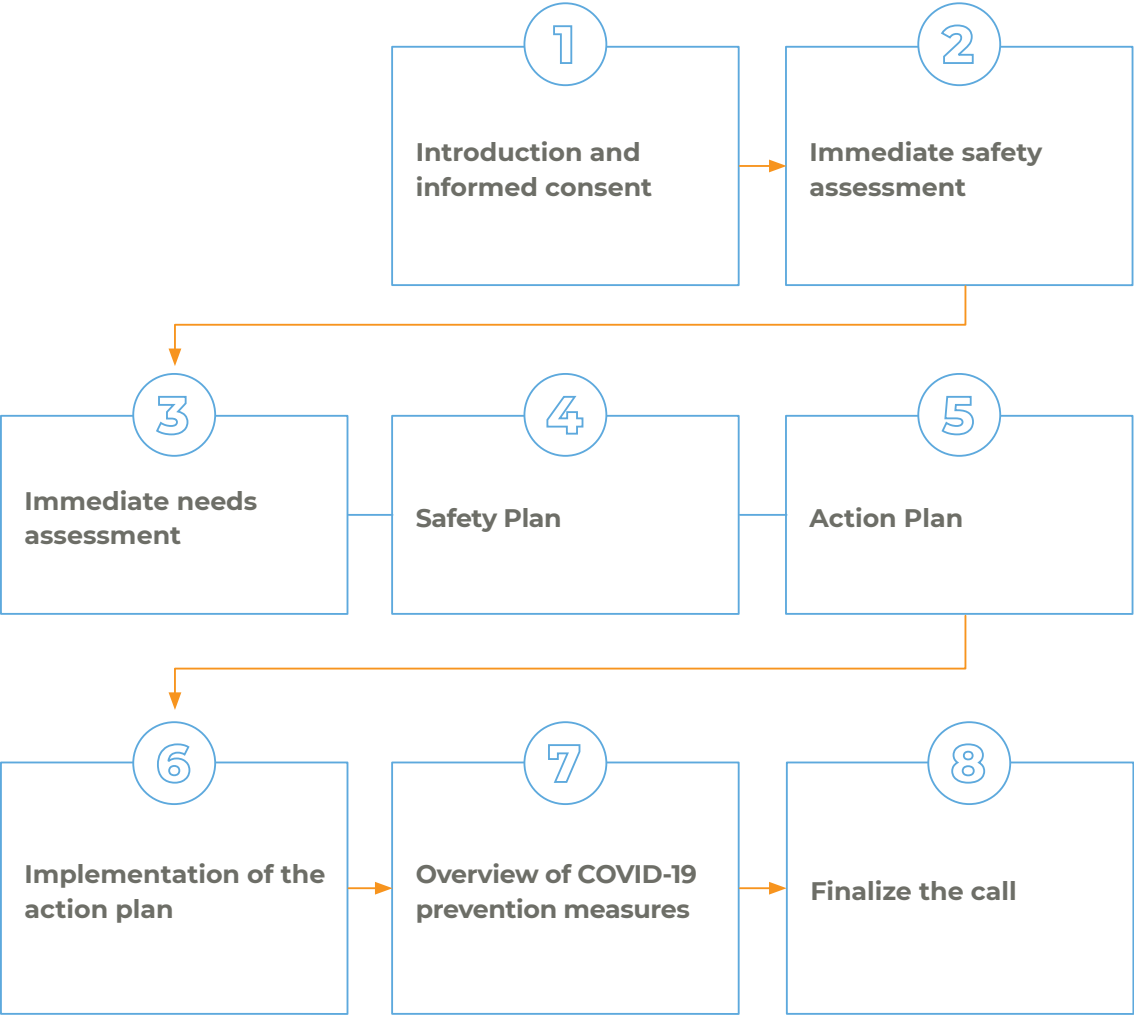 1
Introduction and
informed consent
2
Immediate safety
assessment
3
Immediate needs
assessment
4
Safety Plan
5
Action Plan
6
Implementation of the
action plan
7
Overview of COVID-19
prevention measures
8
Finalize the call